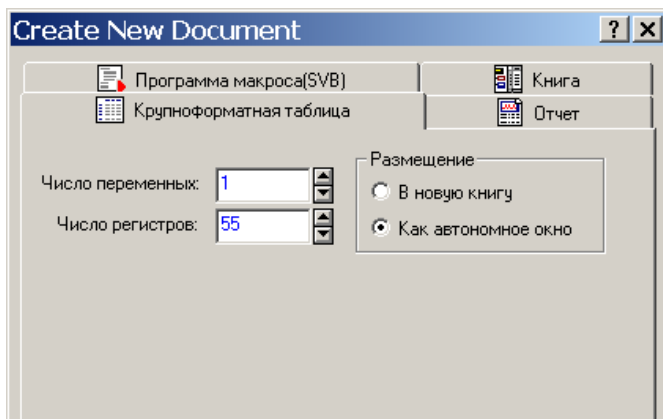 Create New Document
Программа макроса(SVB)
Книга
Крупноформатная таблица
Отчет
Число переменных: 1
Число регистров: 55
Размещение
В новую книгу
Как автономное окно